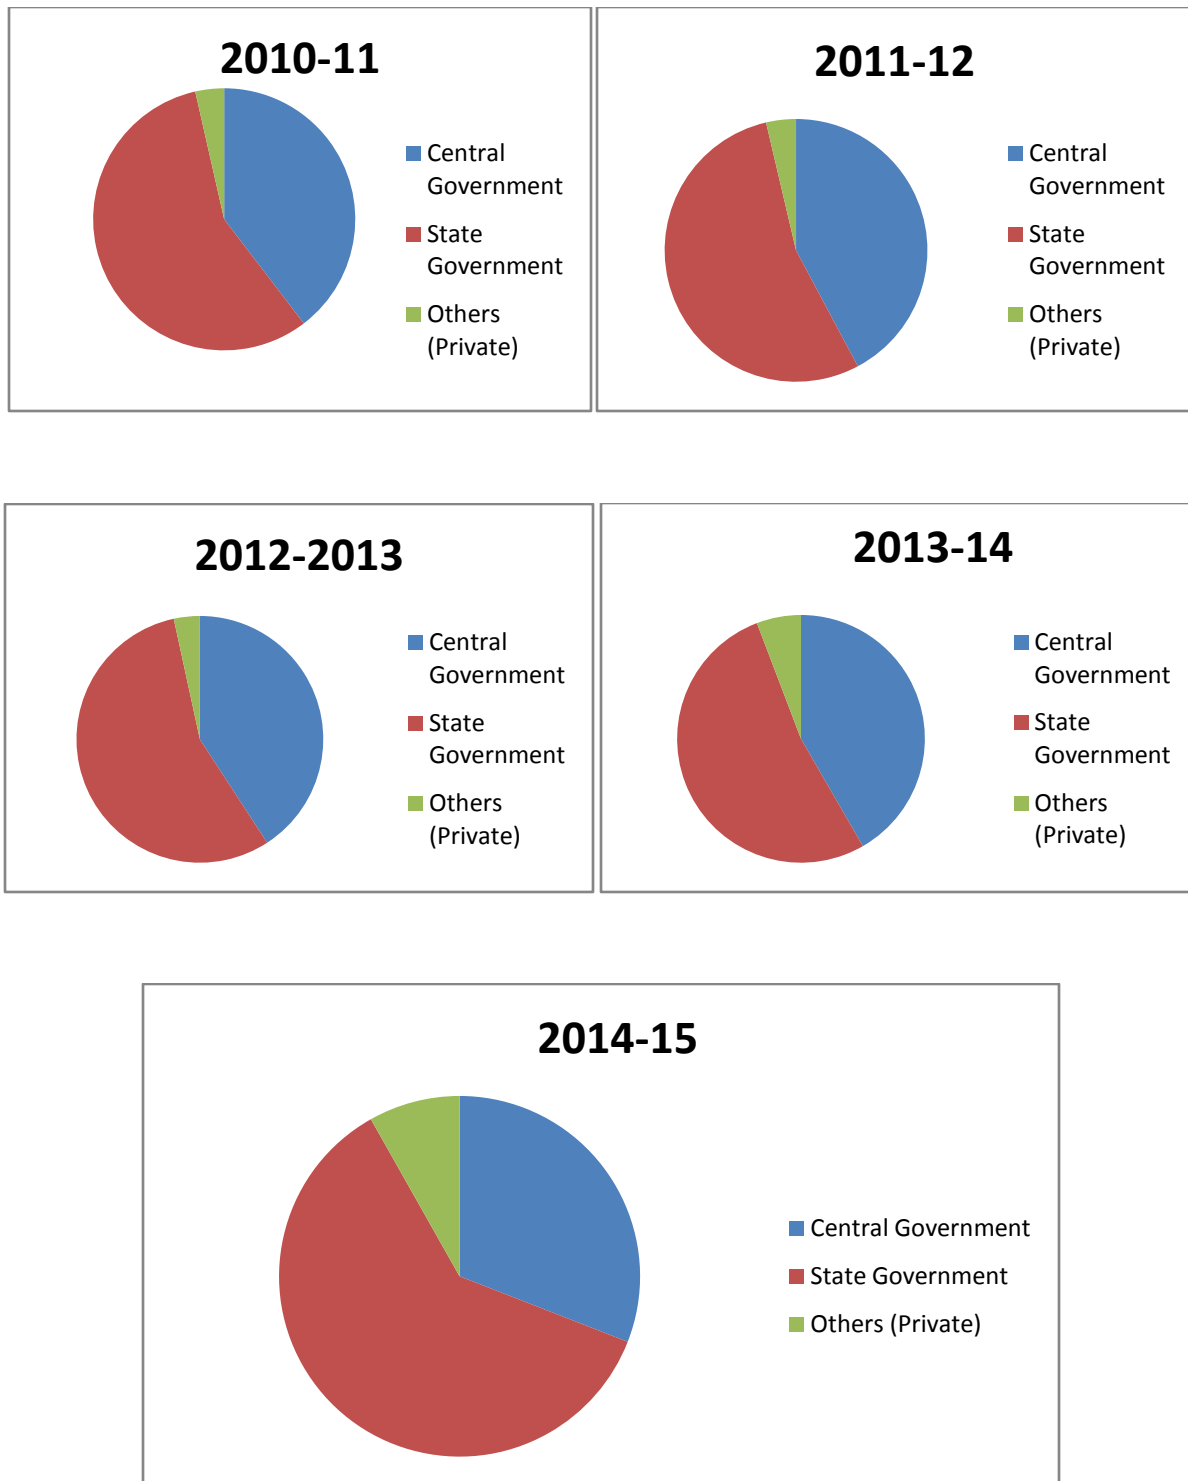 2010-11
Central
Government
State
Government
Others
(Private)
2011-12
Central
Government
State
Government
Others
(Private)
2012-2013
Central
Government
State
Government
Others
(Private)
2013-14
Central
Government
State
Government
Others
(Private)
2014-15
Central Government
State Government
Others (Private)